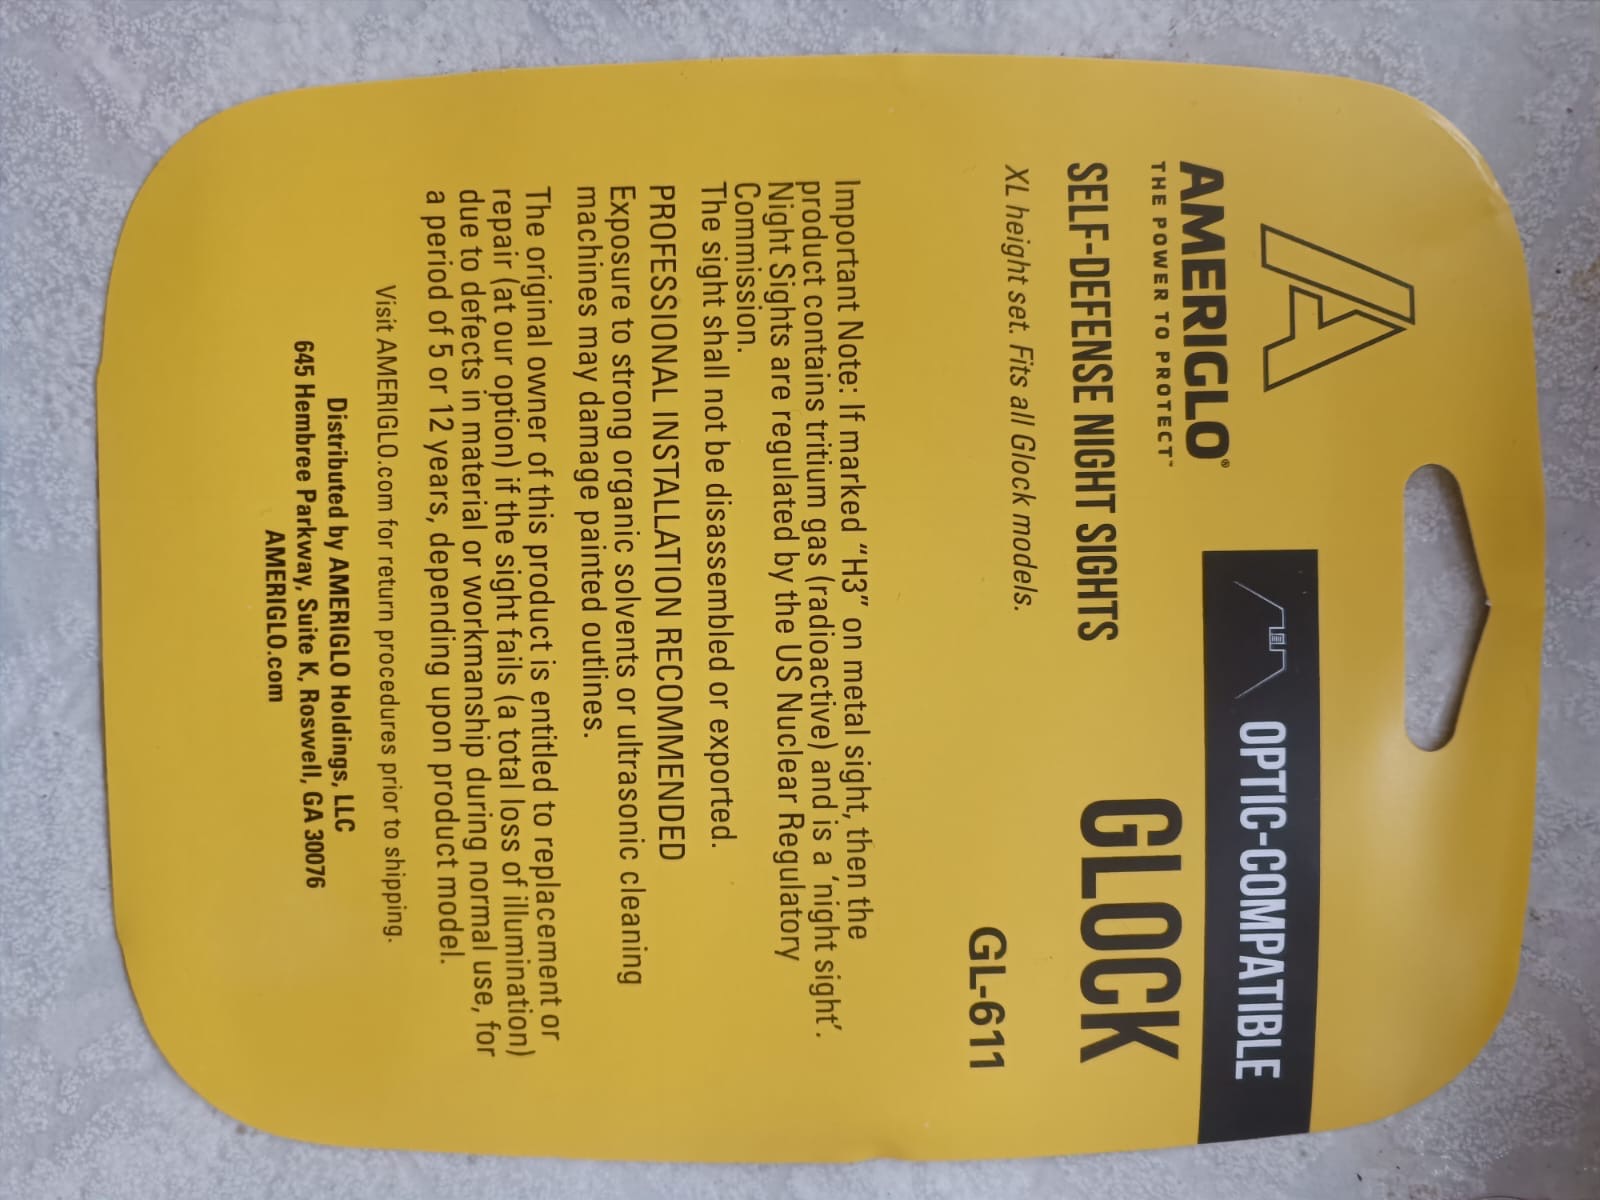 AMERIGLO®
THE POWER TO PROTECT™
OPTIC-COMPATIBLE
SELF-DEFENSE NIGHT SIGHTS
GLOCK
XL height set. Fits all Glock models.
GL-611
Important Note: If marked “H3” on metal sight, then the
product contains tritium gas (radioactive) and is a ‘night sight’.
Night Sights are regulated by the US Nuclear Regulatory
Commission.
The sight shall not be disassembled or exported.
PROFESSIONAL INSTALLATION RECOMMENDED
Exposure to strong organic solvents or ultrasonic cleaning
machines may damage painted outlines.
The original owner of this product is entitled to replacement or
repair (at our option) if the sight fails (a total loss of illumination)
due to defects in material or workmanship during normal use, for
a period of 5 or 12 years, depending upon product model.
Visit AMERIGLO.com for return procedures prior to shipping.
Distributed by AMERIGLO Holdings, LLC
645 Hembree Parkway, Suite K, Roswell, GA 30076
AMERIGLO.com